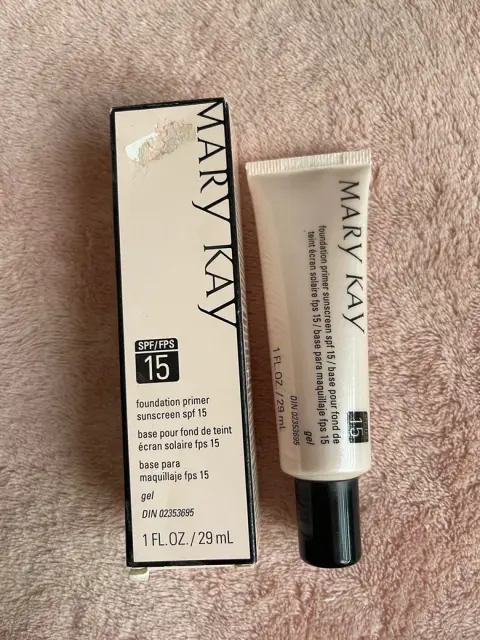 MARY KAY
SPF/FPS
15
foundation primer
sunscreen spf 15
base pour fond de teint
écran solaire fps 15
base para
maquillaje fps 15
gel
DIN 02353695
1 FL.OZ./29 mL
MARY KAY
foundation primer sunscreen spf 15 / base pour fond de
teint écran solaire fps 15 / base para maquillaje fps 15
gel
DIN 02353695
1 FL. OZ. / 29 mL
15